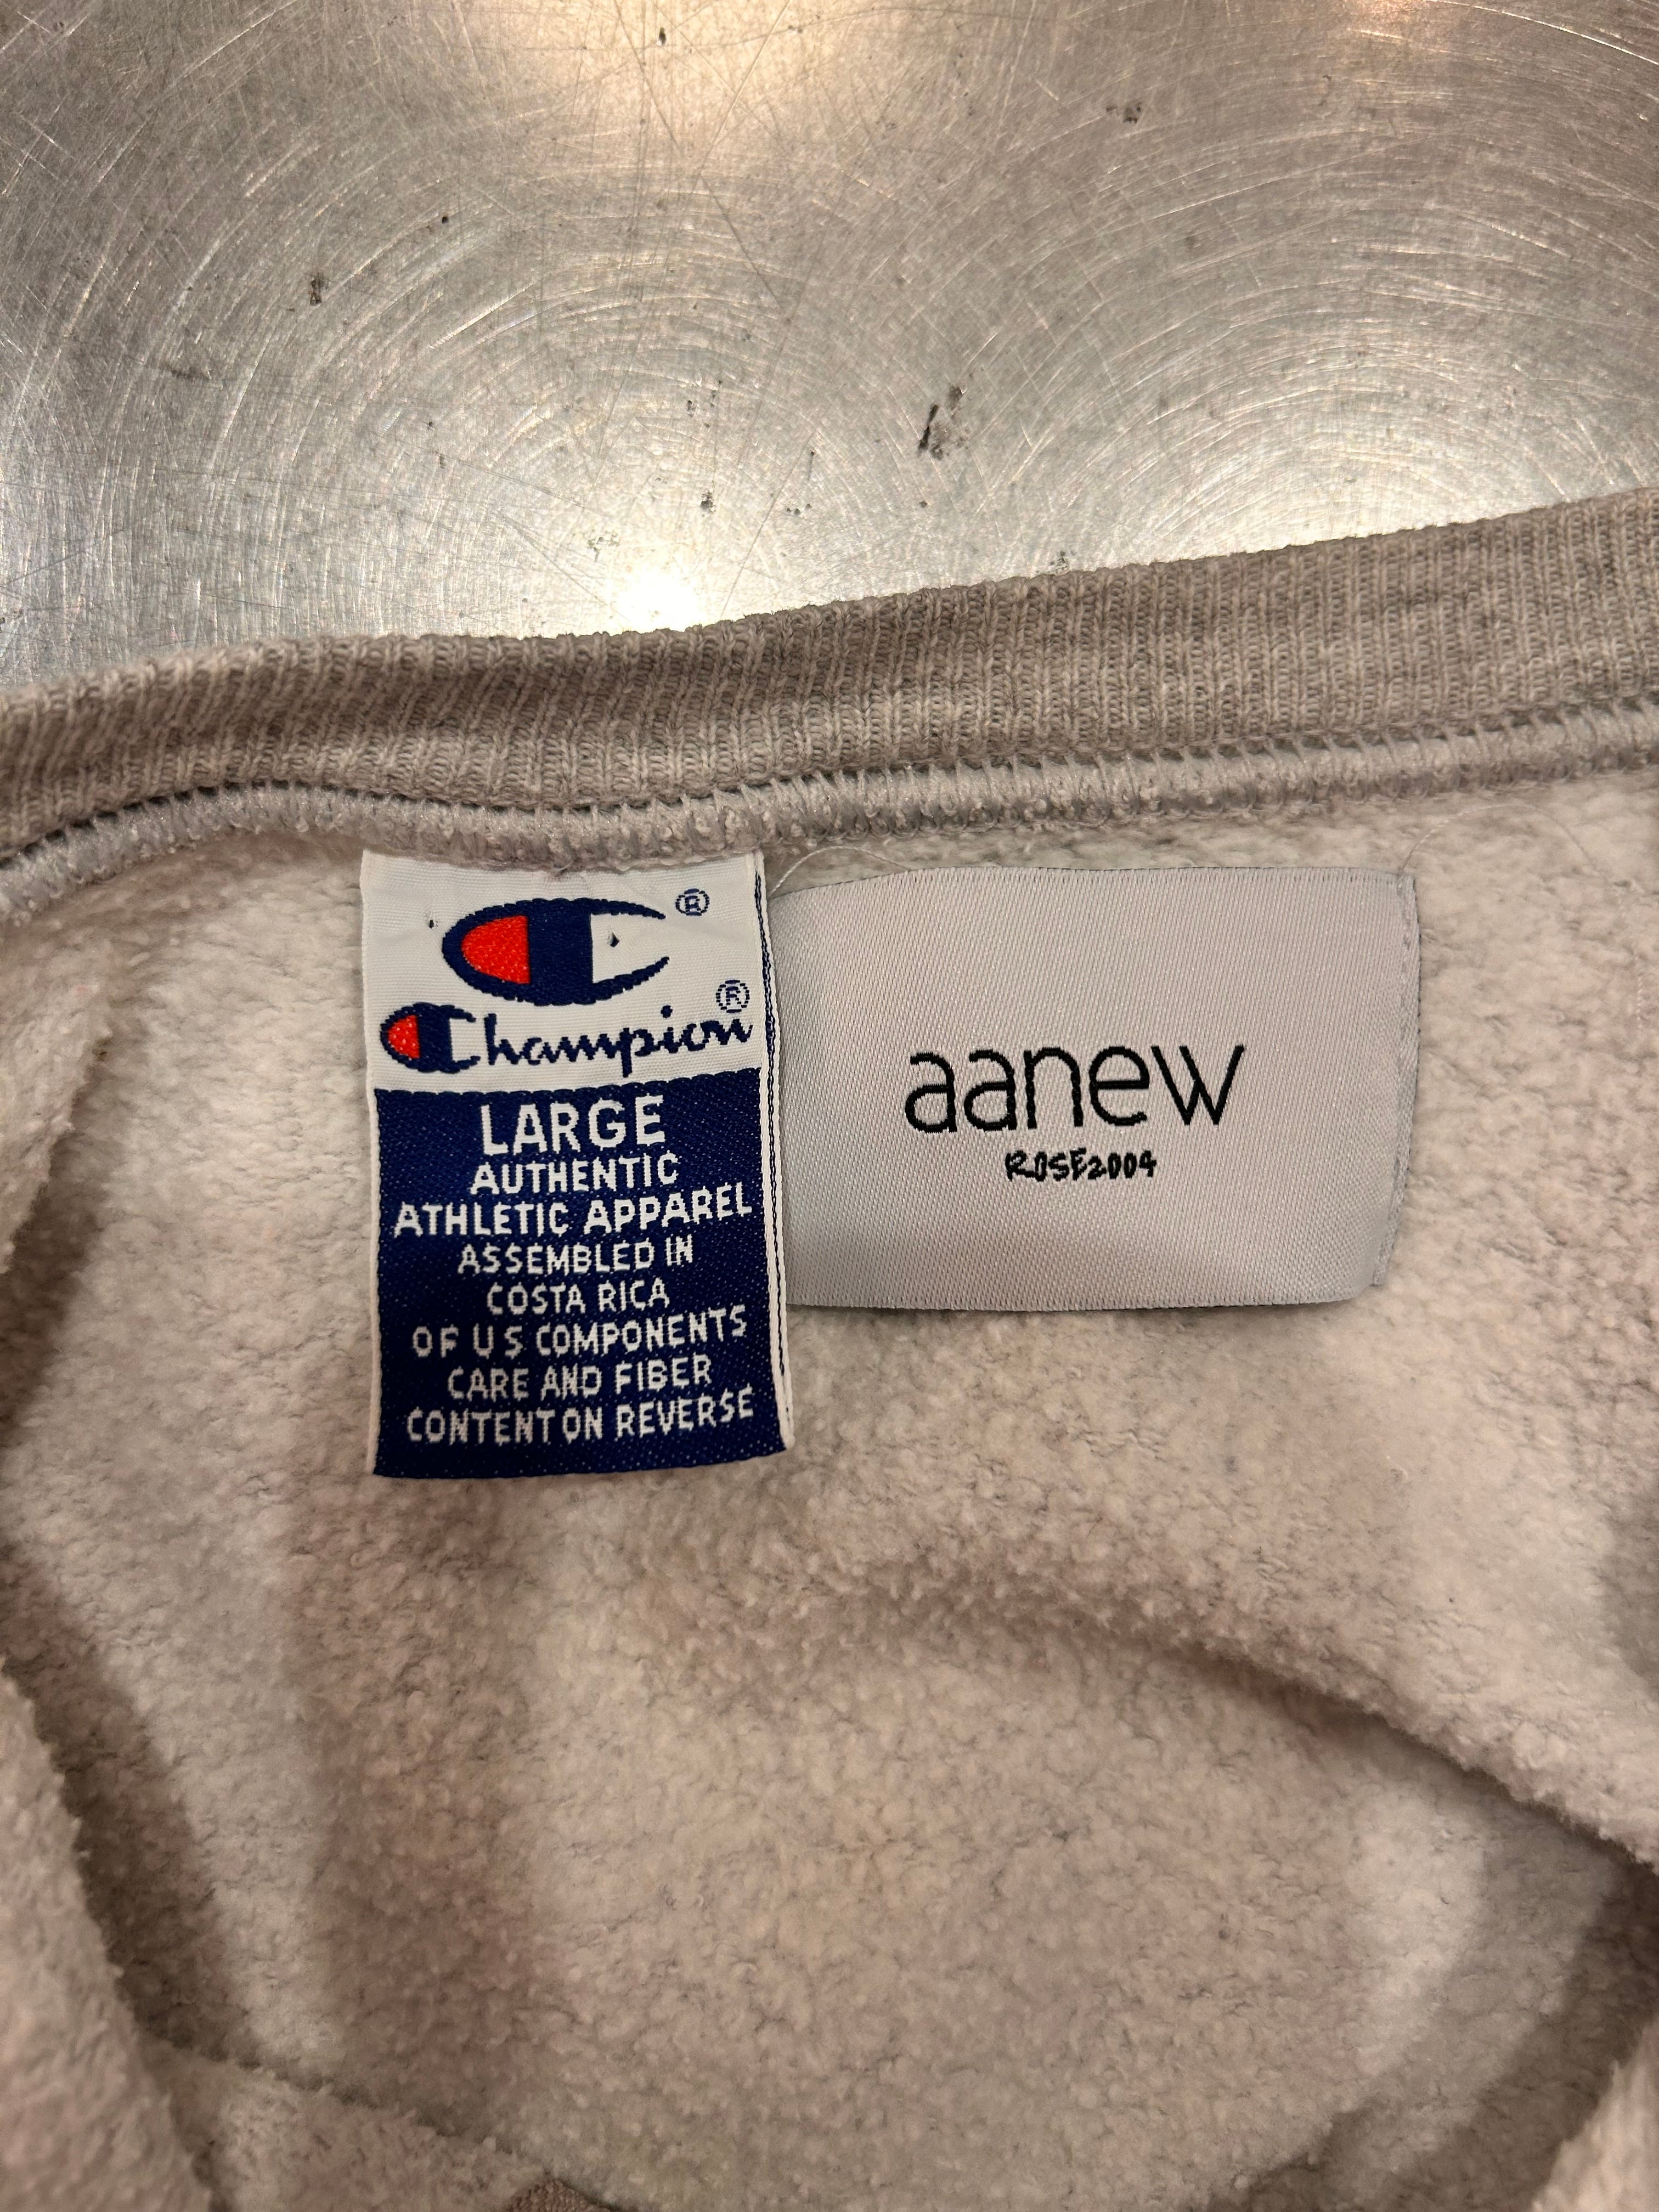 ®
Champion®
LARGE
AUTHENTIC
ATHLETIC APPAREL
ASSEMBLED IN
COSTA RICA
OF U S COMPONENTS
CARE AND FIBER
CONTENT ON REVERSE
aanew
ROSE2004